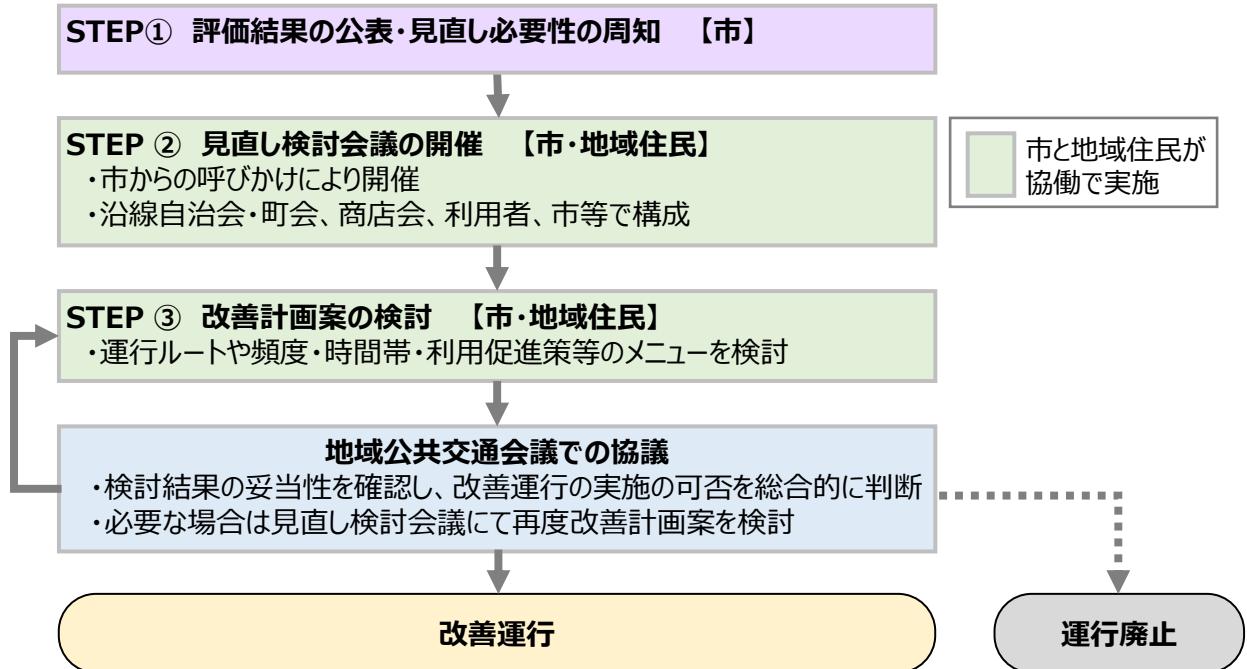 STEP① 評価結果の公表・見直し必要性の周知 【市】
STEP ② 見直し検討会議の開催 【市・地域住民】
・市からの呼びかけにより開催
・沿線自治会・町会、商店会、利用者、市等で構成
市と地域住民が
協働で実施
STEP ③ 改善計画案の検討 【市・地域住民】
・運行ルートや頻度・時間帯・利用促進策等のメニューを検討
地域公共交通会議での協議
・検討結果の妥当性を確認し、改善運行の実施の可否を総合的に判断
・必要な場合は見直し検討会議にて再度改善計画案を検討
改善運行
運行廃止